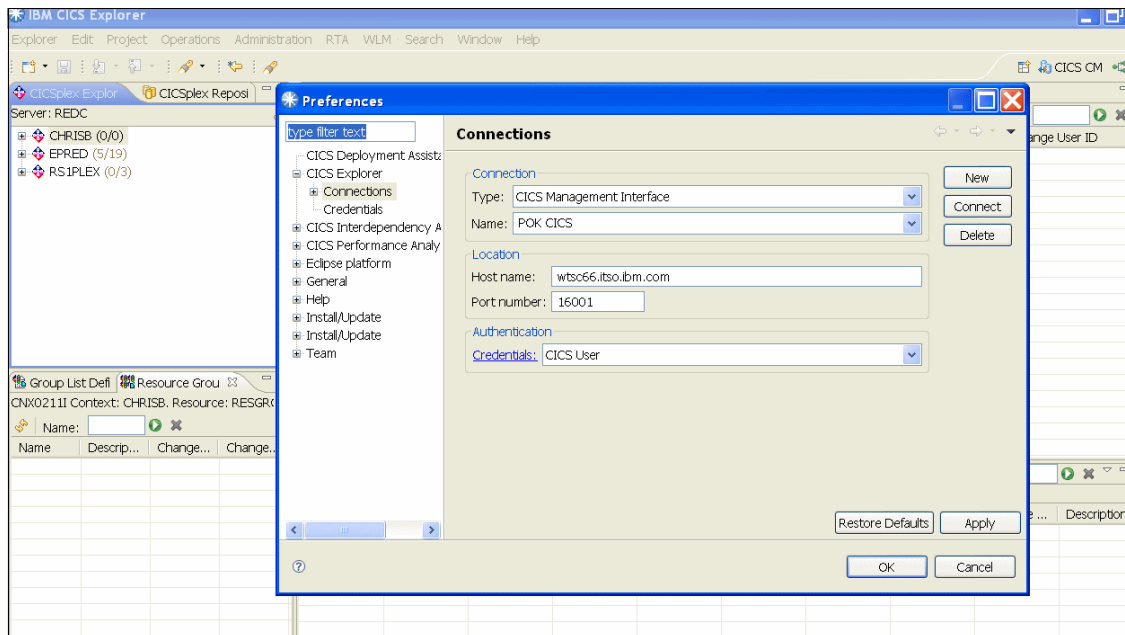 IBM CICS Explorer
Explorer Edit Project Operations Administration RTA WLM Search Window Help
CICS CM
CICSplex Explor CICSplex Reposi
Server: REDC
CHRISB (0/0)
EPRED (5/19)
RS1PLEX (0/3)
Preferences
type filter text
CICS Deployment Assista
CICS Explorer
Connections
Credentials
CICS Interdependency A
CICS Performance Analy
Eclipse platform
General
Help
Install/Update
Install/Update
Team
Connections
Connection
Type: CICS Management Interface
Name: POK CICS
New
Connect
Delete
Location
Host name: wtsc66.itso.ibm.com
Port number: 16001
Authentication
Credentials: CICS User
Restore Defaults Apply
OK Cancel
ange User ID
Group List Defi Resource Grou
CNX0211I Context: CHRISB. Resource: RESGR
Name:
Name Descrip... Change... Change..
e ... Description